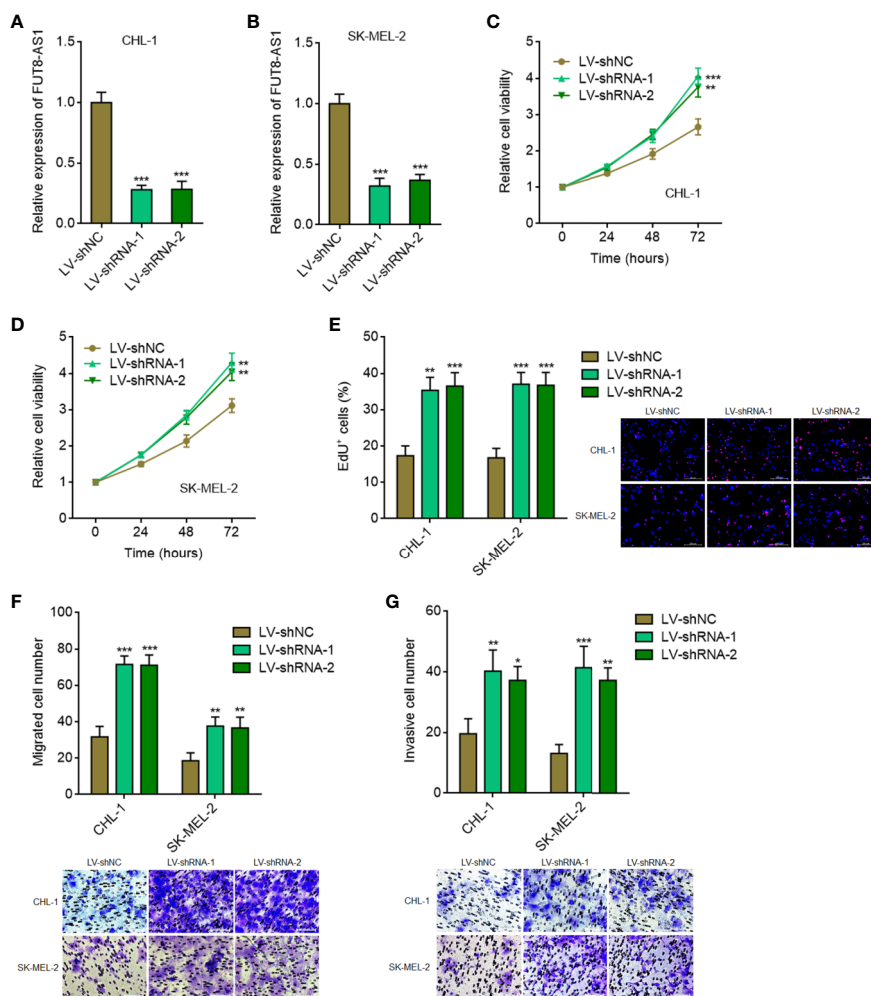 A
CHL-1
Relative expression of FUT8-AS1
1.5
1.0
0.5
0.0
***
***
LV-shNC
LV-shRNA-1
LV-shRNA-2
B
SK-MEL-2
Relative expression of FUT8-AS1
1.5
1.0
0.5
0.0
***
***
LV-shNC
LV-shRNA-1
LV-shRNA-2
C
LV-shNC
LV-shRNA-1
LV-shRNA-2
Relative cell viability
5
4
3
2
1
0
***
**
CHL-1
0 24 48 72
Time (hours)
D
LV-shNC
LV-shRNA-1
LV-shRNA-2
Relative cell viability
5
4
3
2
1
0
**
**
SK-MEL-2
0 24 48 72
Time (hours)
E
EdU+ cells (%)
50
40
30
20
10
0
** ***
*** ***
CHL-1
SK-MEL-2
LV-shNC
LV-shRNA-1
LV-shRNA-2
LV-shNC LV-shRNA-1 LV-shRNA-2
CHL-1
SK-MEL-2
F
Migrated cell number
100
80
60
40
20
0
*** ***
** **
CHL-1
SK-MEL-2
LV-shNC
LV-shRNA-1
LV-shRNA-2
LV-shNC LV-shRNA-1 LV-shRNA-2
CHL-1
SK-MEL-2
G
Invasive cell number
60
40
20
0
** *
*** **
CHL-1
SK-MEL-2
LV-shNC
LV-shRNA-1
LV-shRNA-2
LV-shNC LV-shRNA-1 LV-shRNA-2
CHL-1
SK-MEL-2